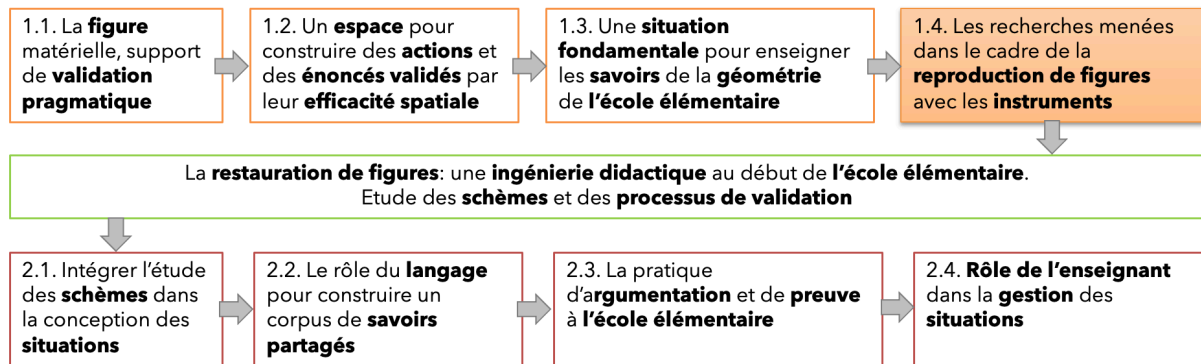 1.1. La figure
matérielle, support
de validation
pragmatique
1.2. Un espace pour
construire des actions et
des énoncés validés par
leur efficacité spatiale
1.3. Une situation
fondamentale pour enseigner
les savoirs de la géométrie
de l'école élémentaire
1.4. Les recherches menées
dans le cadre de la
reproduction de figures
avec les instruments
La restauration de figures: une ingénierie didactique au début de l'école élémentaire.
Etude des schèmes et des processus de validation
2.1. Intégrer l'étude
des schèmes dans
la conception des
situations
2.2. Le rôle du langage
pour construire un
corpus de savoirs
partagés
2.3. La pratique
d'argumentation et de preuve
à l'école élémentaire
2.4. Rôle de l'enseignant
dans la gestion des
situations